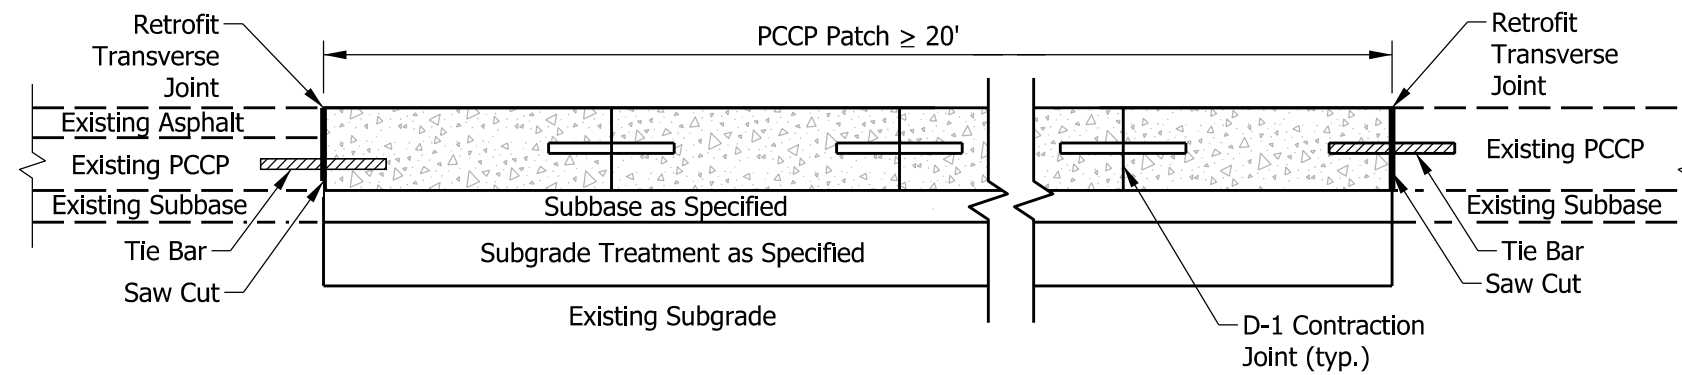 Retrofit
Transverse
Joint
PCCP Patch ≥ 20'
Retrofit
Transverse
Joint
Existing Asphalt
Existing PCCP
Existing PCCP
Existing Subbase
Subbase as Specified
Existing Subbase
Tie Bar
Subgrade Treatment as Specified
Tie Bar
Saw Cut
Saw Cut
Existing Subgrade
D-1 Contraction
Joint (typ.)